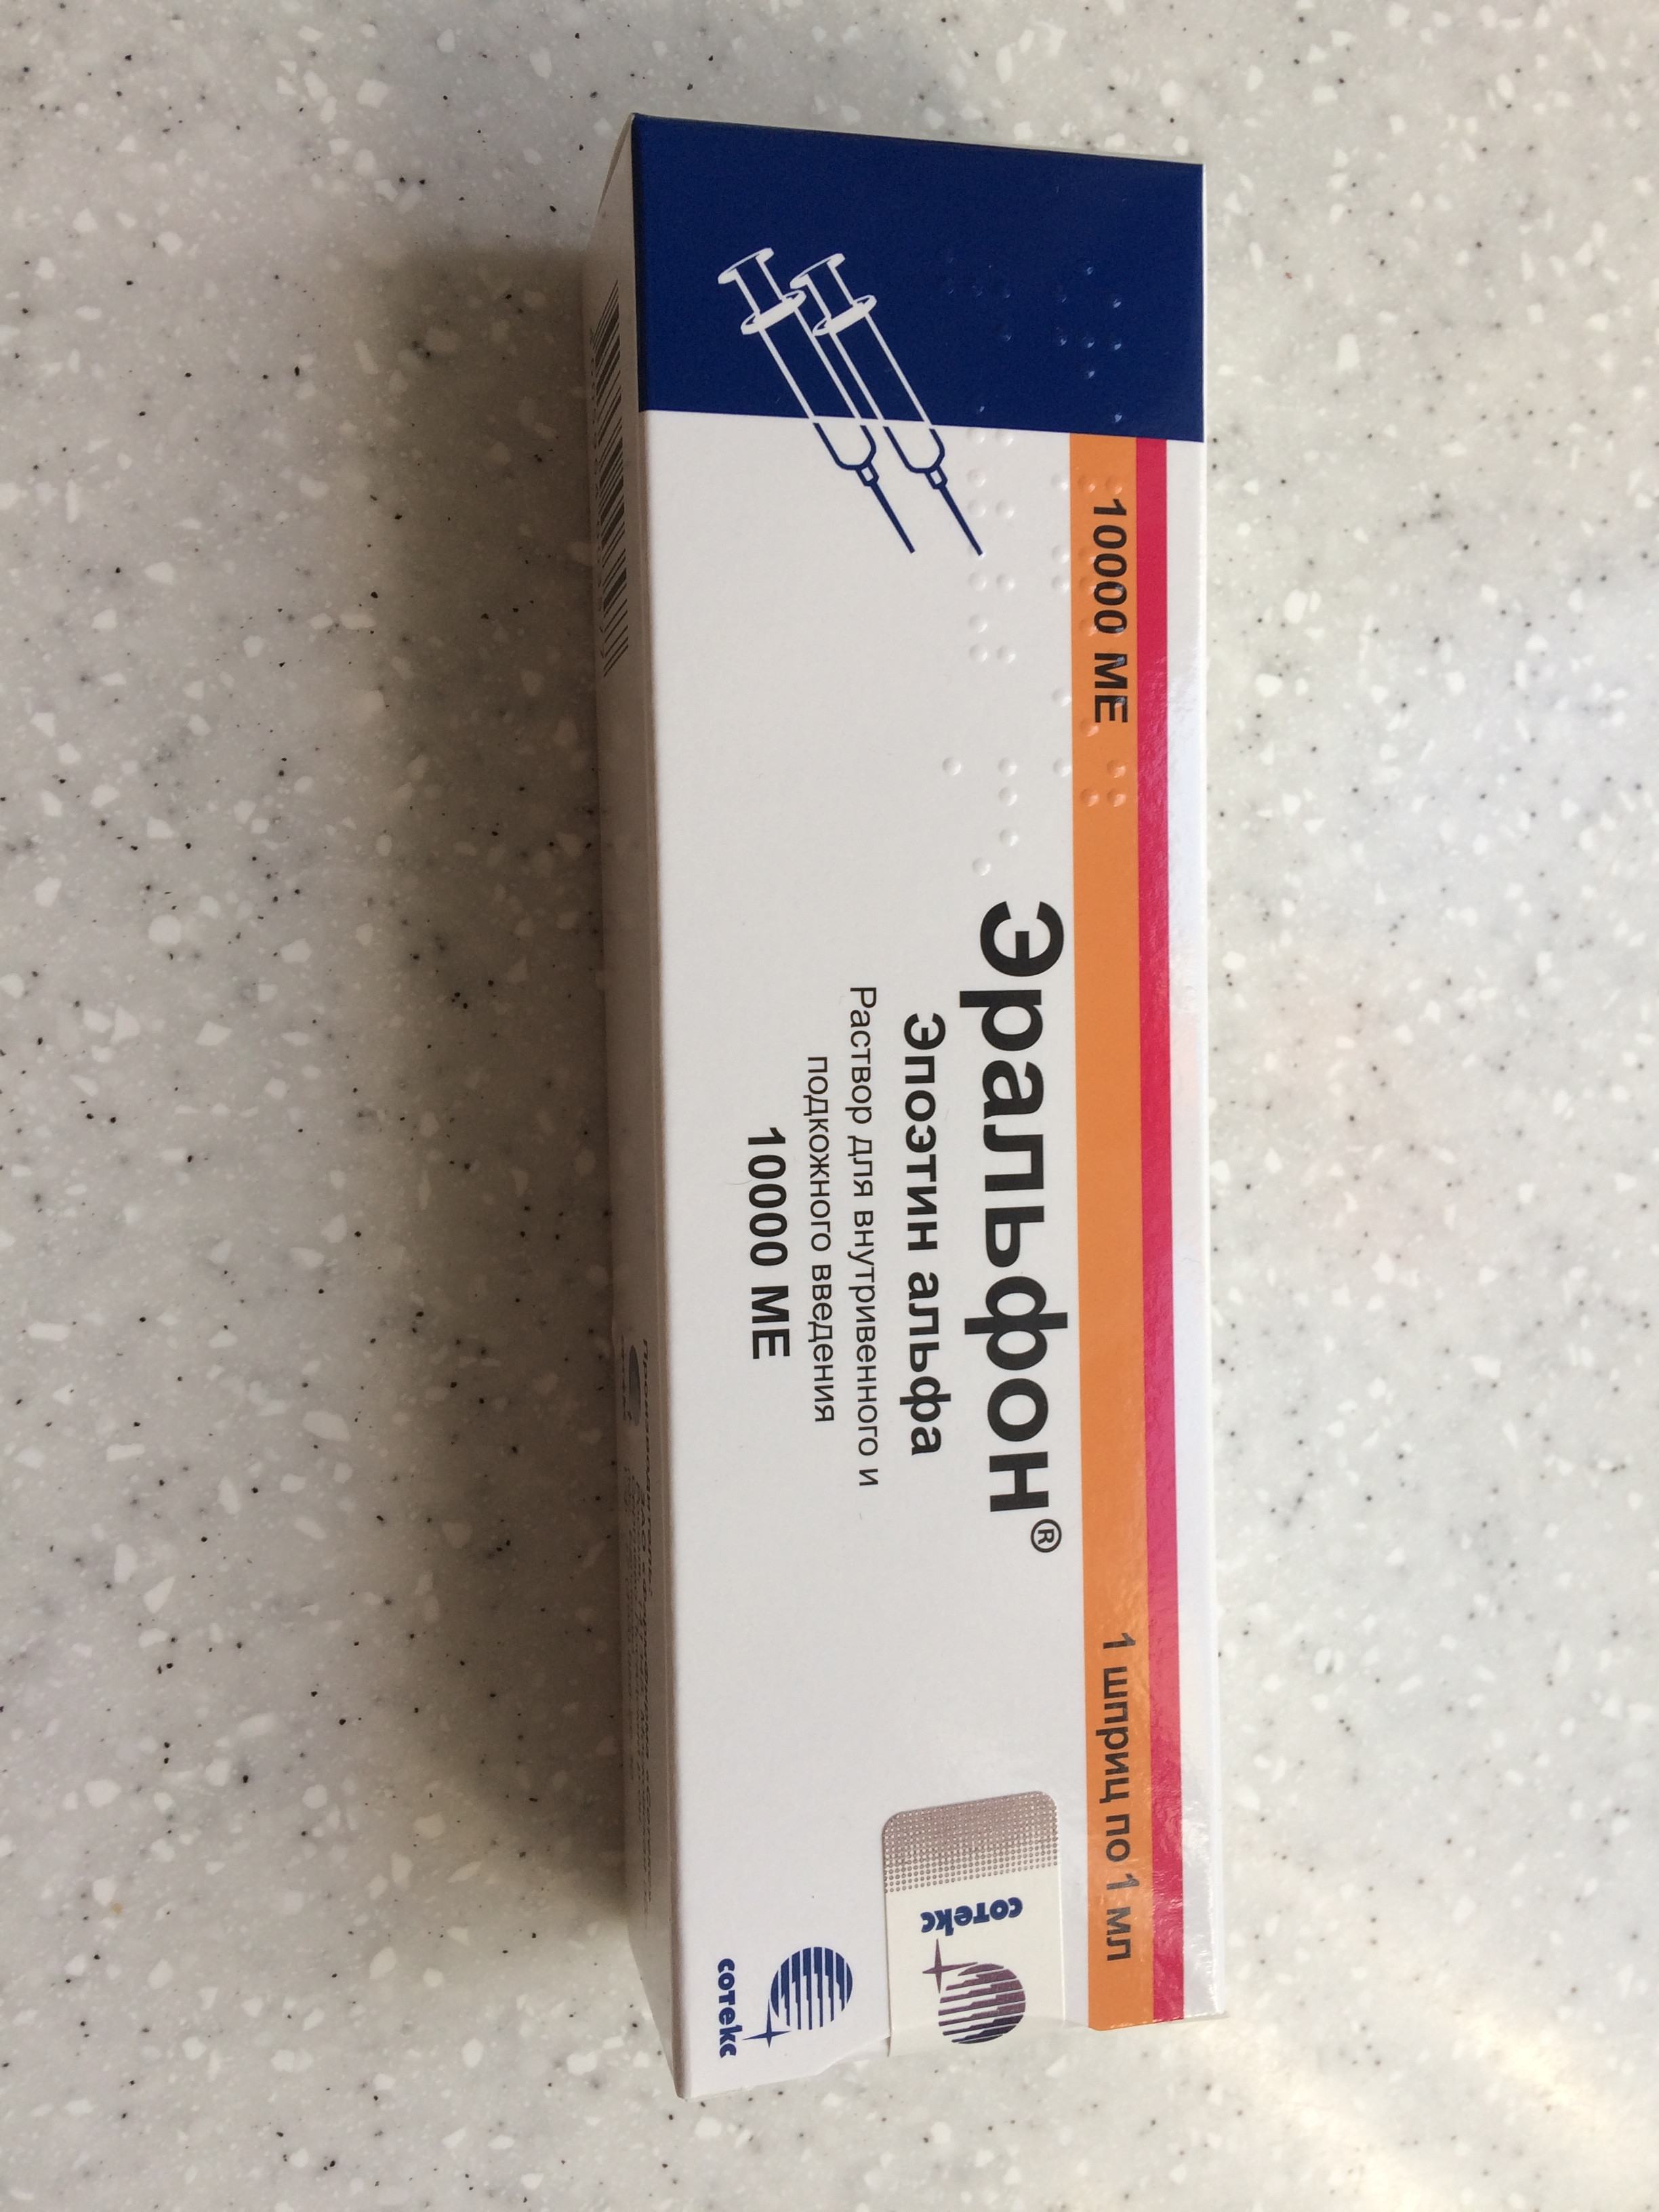 10000 МЕ
1 шприц по 1 мл
Эральфон®
Эпоэтин альфа
Раствор для внутривенного и
подкожного введения
10000 МЕ
сотекс
сотекс